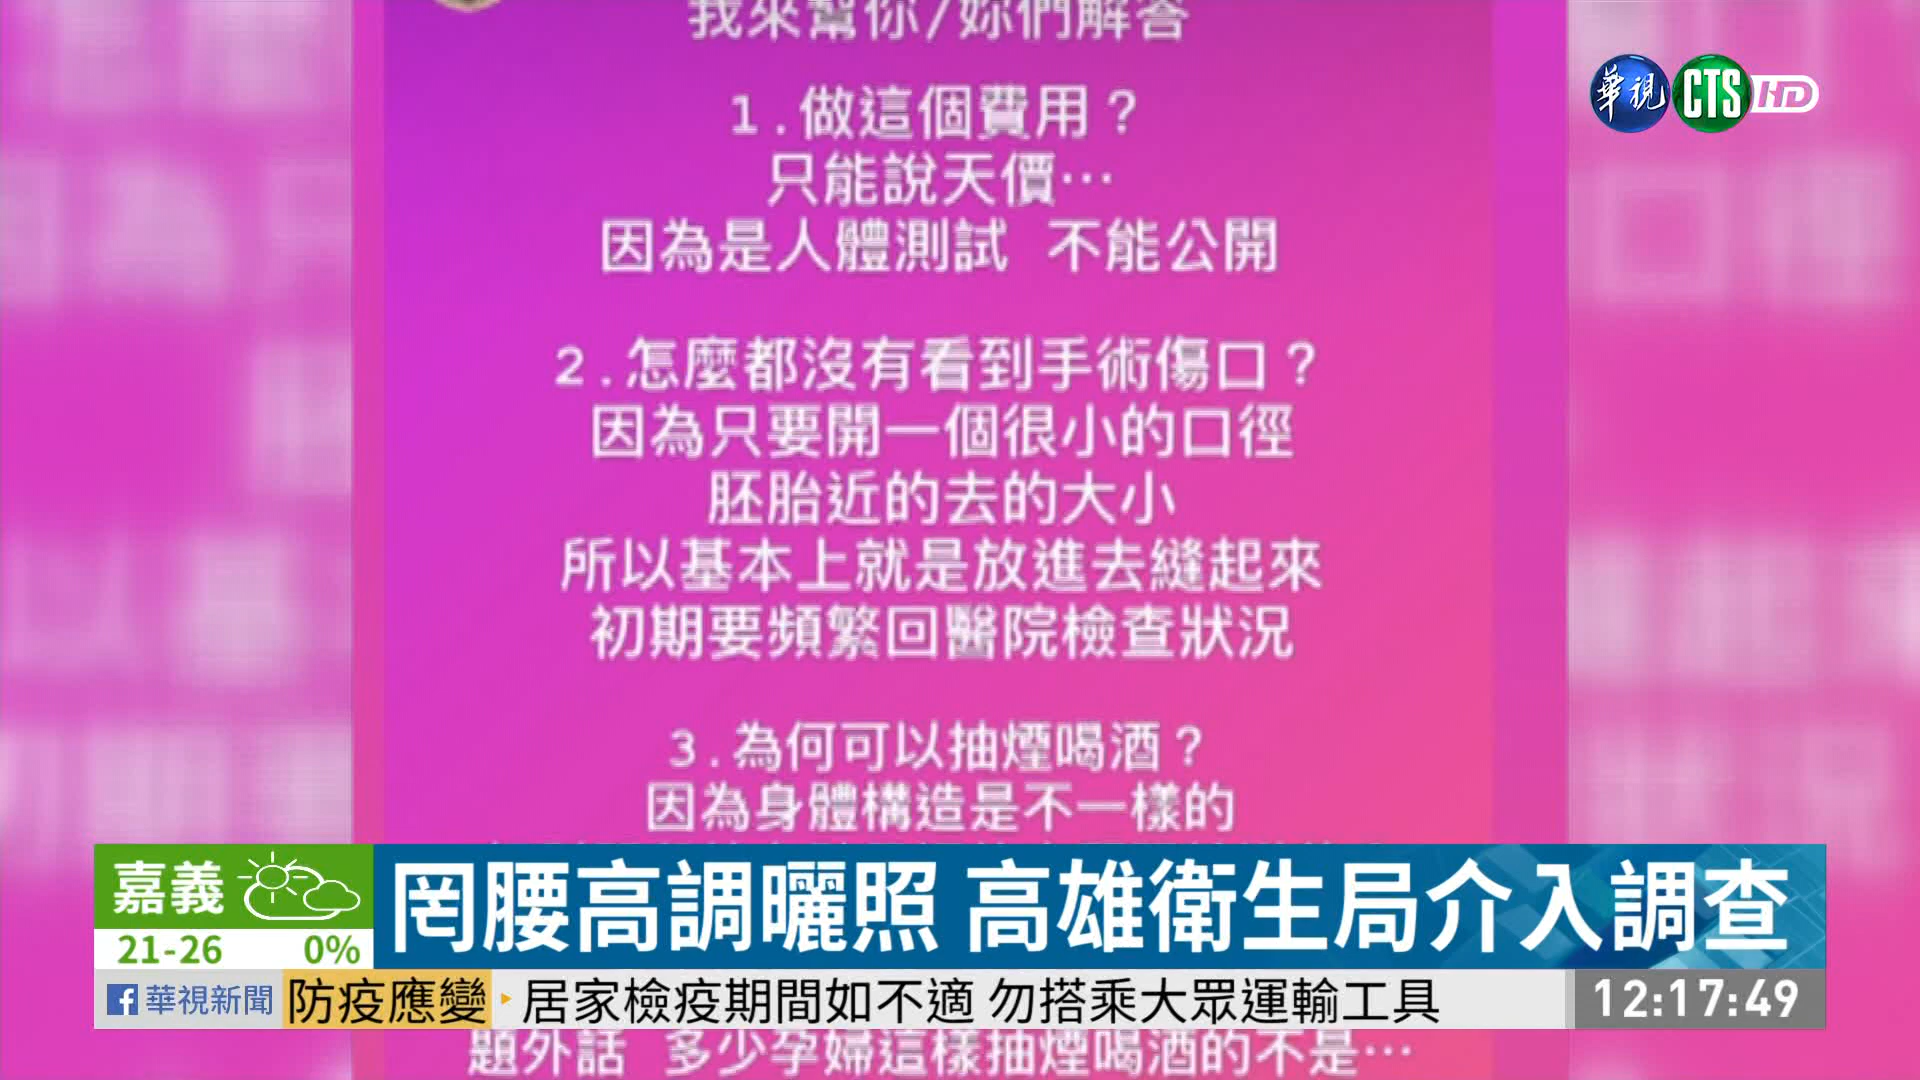 我來幫你/妳們解答
華視 CTS HD
1.做這個費用？
只能說天價…
因為是人體測試 不能公開
2.怎麼都沒有看到手術傷口？
因為只要開一個很小的口徑
胚胎近的去的大小
所以基本上就是放進去縫起來
初期要頻繁回醫院檢查狀況
3.為何可以抽煙喝酒？
因為身體構造是不一樣的
嘉義
21-26 0%
罔腰高調曬照 高雄衛生局介入調查
華視新聞 防疫應變 居家檢疫期間如不適 勿搭乘大眾運輸工具
12:17:49
題外話 多少孕婦這樣抽煙喝酒的不是…